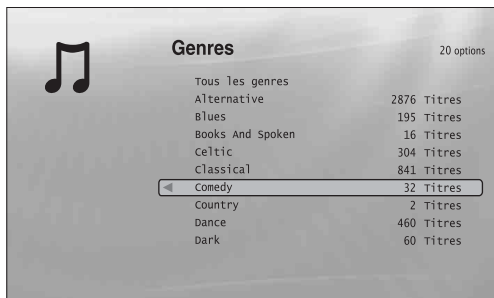 Genres
20 options
Tous les genres
Alternative 2876 Titres
Blues 195 Titres
Books And Spoken 16 Titres
Celtic 304 Titres
Classical 841 Titres
Comedy 32 Titres
Country 2 Titres
Dance 460 Titres
Dark 60 Titres